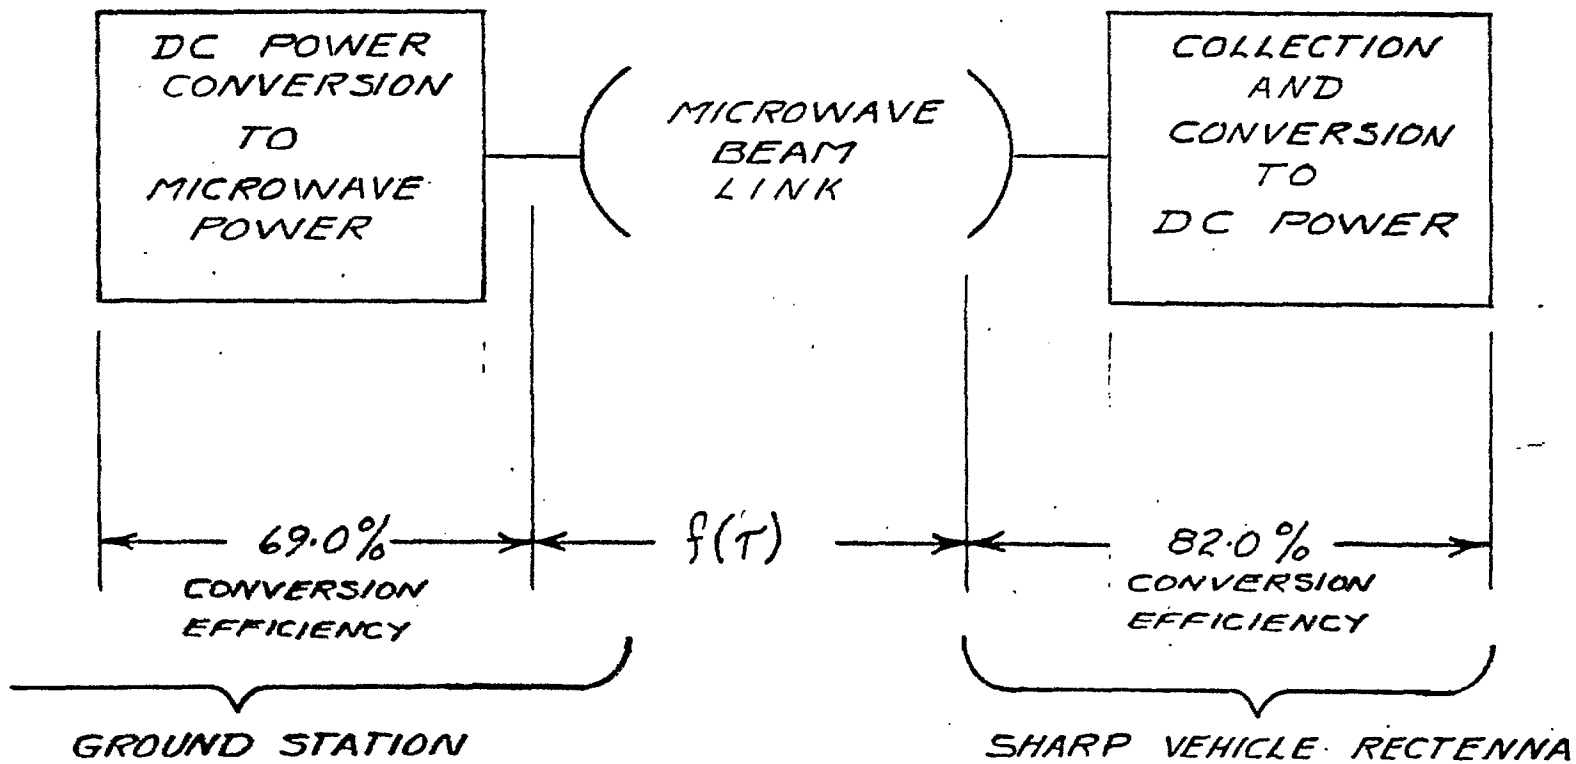 DC POWER
CONVERSION
TO
MICROWAVE
POWER
MICROWAVE
BEAM
LINK
COLLECTION
AND
CONVERSION
TO
DC POWER
69.0%
CONVERSION
EFFICIENCY
f(τ)
82.0%
CONVERSION
EFFICIENCY
GROUND STATION
SHARP VEHICLE RECTENNA